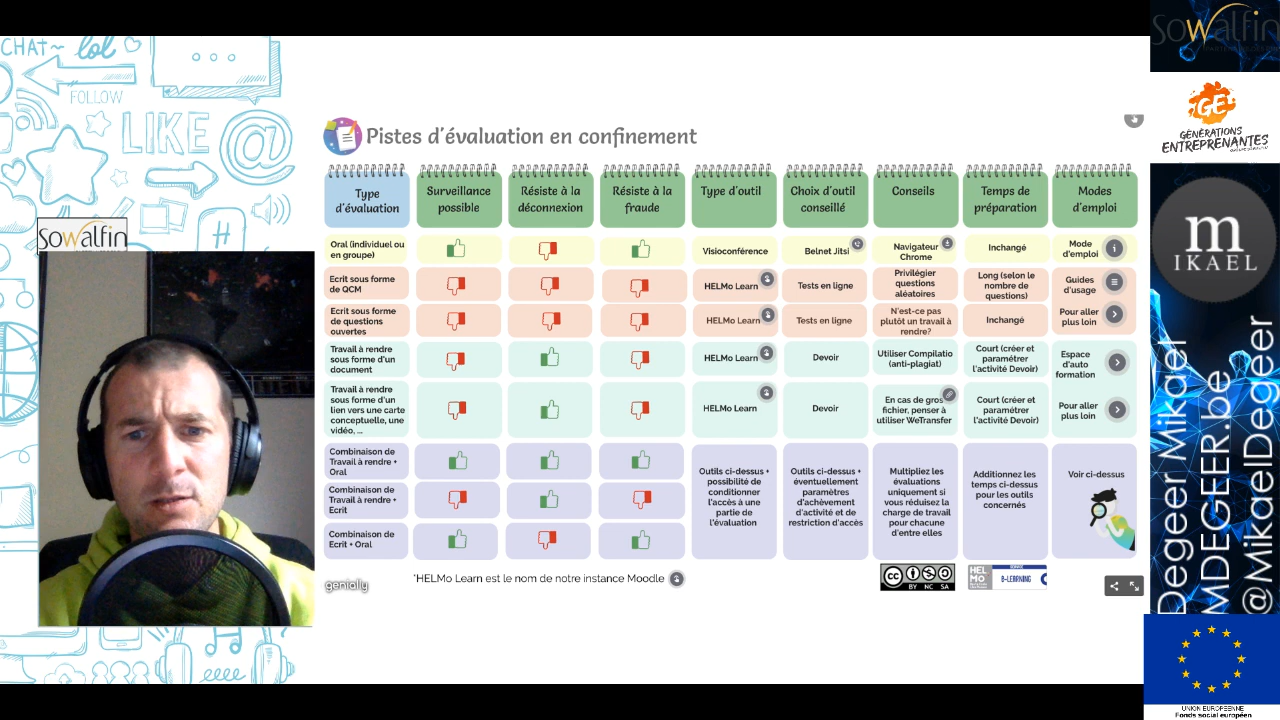 CHAT~ lol
FOLLOW
LIKE
@
#
Sowalfin
Pistes d'évaluation en confinement
Type
d'évaluation
Surveillance
possible
Résiste à la
déconnexion
Résiste à la
fraude
Type d'outil
Choix d'outil
conseillé
Conseils
Temps de
préparation
Modes
d'emploi
Oral (individuel ou
en groupe)
Visioconférence
Belnet Jitsi
Navigateur
Chrome
Inchangé
Mode
d'emploi
Ecrit sous forme
de QCM
HELMo Learn
Tests en ligne
Privilégier
questions
aléatoires
Long (selon le
nombre de
questions)
Guides
d'usage
Ecrit sous forme
de questions
ouvertes
HELMo Learn
Tests en ligne
N'est-ce pas
plutôt un travail à
rendre?
Inchangé
Pour aller
plus loin
Travail à rendre
sous forme d'un
document
HELMo Learn
Devoir
Utiliser Compilatio
(anti-plagiat)
Court (créer et
paramétrer
l'activité Devoir)
Espace
d'auto
formation
Travail à rendre
sous forme d'un
lien vers une carte
conceptuelle, une
vidéo, ...
HELMo Learn
Devoir
En cas de gros
fichier, penser à
utiliser WeTransfer
Court (créer et
paramétrer
l'activité Devoir)
Pour aller
plus loin
Combinaison de
Travail à rendre +
Oral
Combinaison de
Travail à rendre +
Ecrit
Combinaison de
Ecrit + Oral
Outils ci-dessus +
possibilité de
conditionner
l'accès à une
partie de
l'évaluation
Outils ci-dessus +
éventuellement
paramètres
d'achèvement
d'activité et de
restriction d'accès
Multipliez les
évaluations
uniquement si
vous réduisez la
charge de travail
pour chacune
d'entre elles
Additionnez les
temps ci-dessus
pour les outils
concernés
Voir ci-dessus
genially
*HELMo Learn est le nom de notre instance Moodle
CC BY NC SA
HEL
MO
SERVICE
e-LEARNING
Sowalfin
GE
GÉNÉRATIONS
ENTREPRENANTES
m
IKAEL
Degeer Mikael
MDEGEER.be
@MikaelDegeer
UNION EUROPEENNE
Fonds social européen